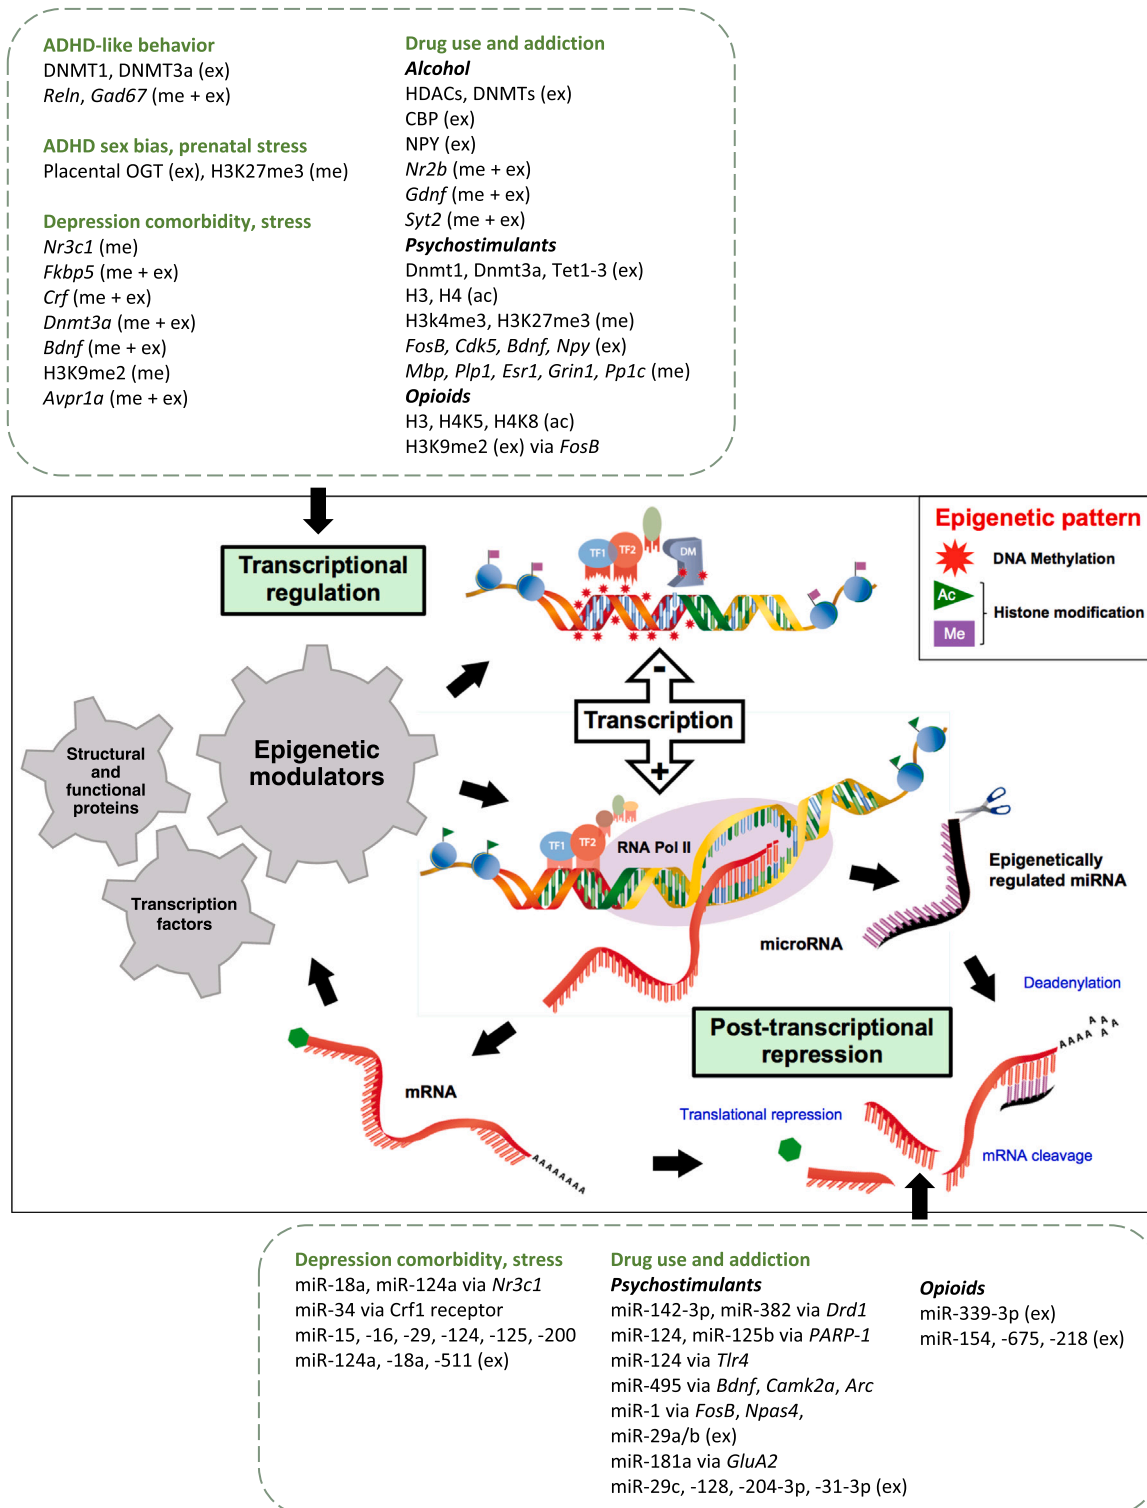 ADHD-like behavior
DNMT1, DNMT3a (ex)
Reln, Gad67 (me + ex)
ADHD sex bias, prenatal stress
Placental OGT (ex), H3K27me3 (me)
Depression comorbidity, stress
Nr3c1 (me)
Fkbp5 (me + ex)
Crf (me + ex)
Dnmt3a (me + ex)
Bdnf (me + ex)
H3K9me2 (me)
Avpr1a (me + ex)
Drug use and addiction
Alcohol
HDACs, DNMTs (ex)
CBP (ex)
NPY (ex)
Nr2b (me + ex)
Gdnf (me + ex)
Syt2 (me + ex)
Psychostimulants
Dnmt1, Dnmt3a, Tet1-3 (ex)
H3, H4 (ac)
H3k4me3, H3K27me3 (me)
FosB, Cdk5, Bdnf, Npy (ex)
Mbp, Plp1, Esr1, Grin1, Pp1c (me)
Opioids
H3, H4K5, H4K8 (ac)
H3K9me2 (ex) via FosB
Transcriptional
regulation
TF1
TF2
DM
Epigenetic pattern
DNA Methylation
Ac
Histone modification
Me
-
Transcription
+
Structural
and
functional
proteins
Epigenetic
modulators
Transcription
factors
TF1
TF2
RNA Pol II
Epigenetically
regulated miRNA
microRNA
Deadenylation
A A A A A A A A A
Post-transcriptional
repression
mRNA
AAAAAAAA
Translational repression
mRNA cleavage
Depression comorbidity, stress
miR-18a, miR-124a via Nr3c1
miR-34 via Crf1 receptor
miR-15, -16, -29, -124, -125, -200
miR-124a, -18a, -511 (ex)
Drug use and addiction
Psychostimulants
miR-142-3p, miR-382 via Drd1
miR-124, miR-125b via PARP-1
miR-124 via Tlr4
miR-495 via Bdnf, Camk2a, Arc
miR-1 via FosB, Npas4,
miR-29a/b (ex)
miR-181a via GluA2
miR-29c, -128, -204-3p, -31-3p (ex)
Opioids
miR-339-3p (ex)
miR-154, -675, -218 (ex)